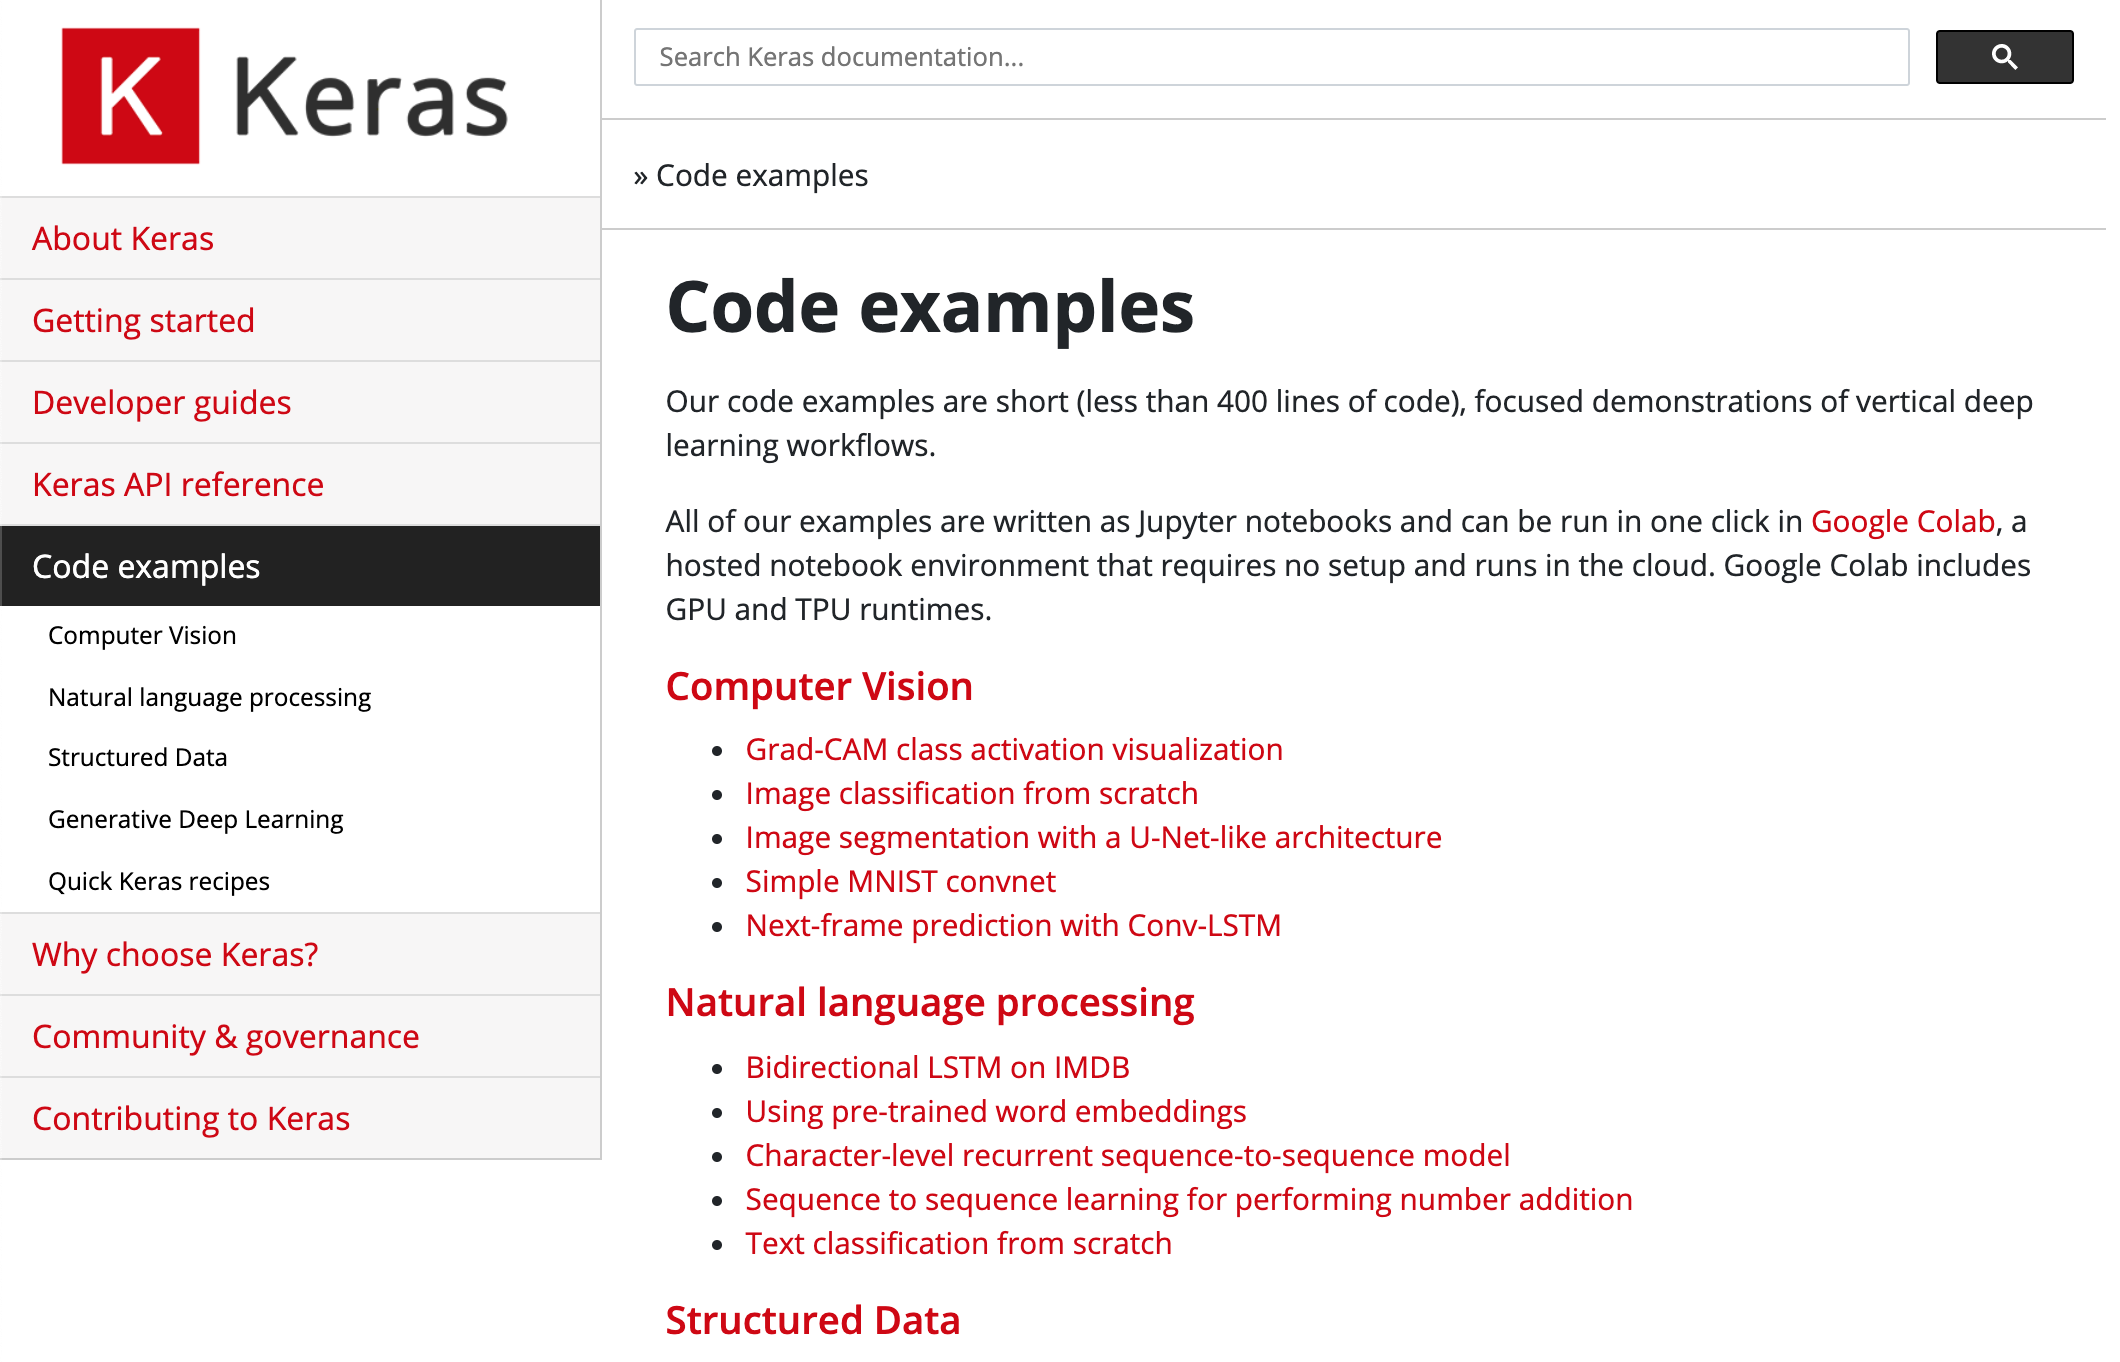 K Keras
About Keras
Getting started
Developer guides
Keras API reference
Code examples
Computer Vision
Natural language processing
Structured Data
Generative Deep Learning
Quick Keras recipes
Why choose Keras?
Community & governance
Contributing to Keras
Search Keras documentation...
» Code examples
Code examples
Our code examples are short (less than 400 lines of code), focused demonstrations of vertical deep
learning workflows.
All of our examples are written as Jupyter notebooks and can be run in one click in Google Colab, a
hosted notebook environment that requires no setup and runs in the cloud. Google Colab includes
GPU and TPU runtimes.
Computer Vision
• Grad-CAM class activation visualization
• Image classification from scratch
• Image segmentation with a U-Net-like architecture
• Simple MNIST convnet
• Next-frame prediction with Conv-LSTM
Natural language processing
• Bidirectional LSTM on IMDB
• Using pre-trained word embeddings
• Character-level recurrent sequence-to-sequence model
• Sequence to sequence learning for performing number addition
• Text classification from scratch
Structured Data